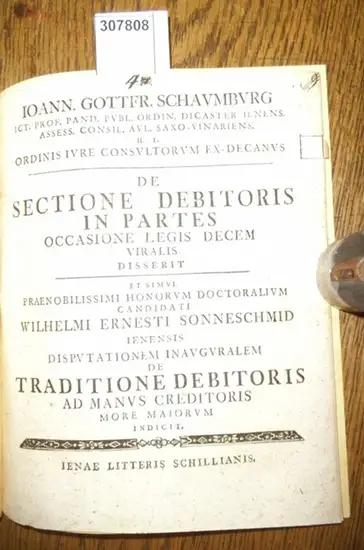 307808
4
IOANN. GOTTFR. SCHAVMBVRG
ICT. PROF. PAND. PVBL. ORDIN. DICASTER IENENS.
ASSESS. CONSIL. AVL. SAXO-VINARIENS.
H. T.
ORDINIS IVRE CONSVLTORVM EX-DECANVS
DE
SECTIONE DEBITORIS
IN PARTES
OCCASIONE LEGIS DECEM
VIRALIS
DISSERIT
ET SIMVL
PRAENOBILISSIMI HONORVM DOCTORALIVM
CANDIDATI
WILHELMI ERNESTI SONNESCHMID
IENENSIS
DISPVTATIONEM INAVGVRALEM
DE
TRADITIONE DEBITORIS
AD MANVS CREDITORIS
MORE MAIORVM
INDICIT.
IENAE LITTERIS SCHILLIANIS.